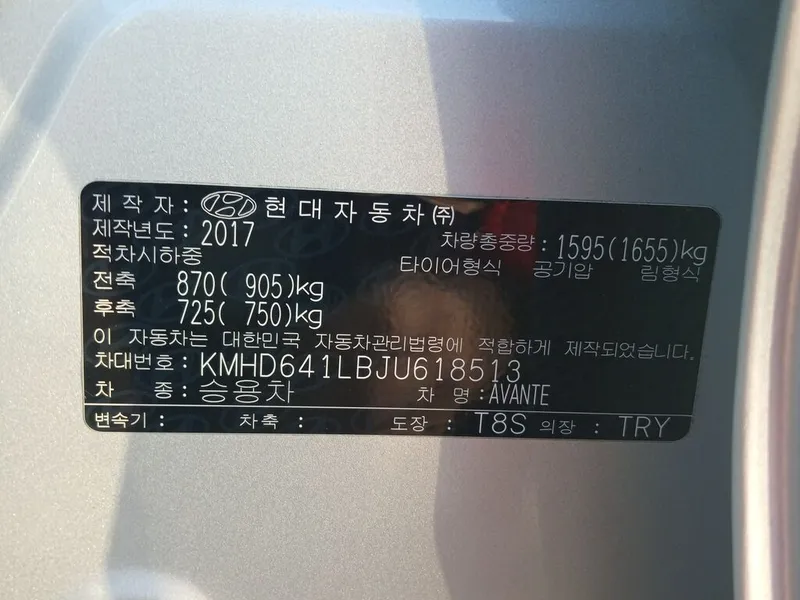 제 작 자 : 현대자동차㈜
제작년도 : 2017 차량총중량 : 1595(1655)kg
적차시하중 타이어형식 공기압 림형식
전축 870( 905)kg
후축 725( 750)kg
이 자동차는 대한민국 자동차관리법령에 적합하게 제작되었습니다.
차대번호 : KMHD641LBJU618513
차 종 : 승용차 차 명 : AVANTE
변속기 : 차축 : 도장 : T8S 의장 : TRY